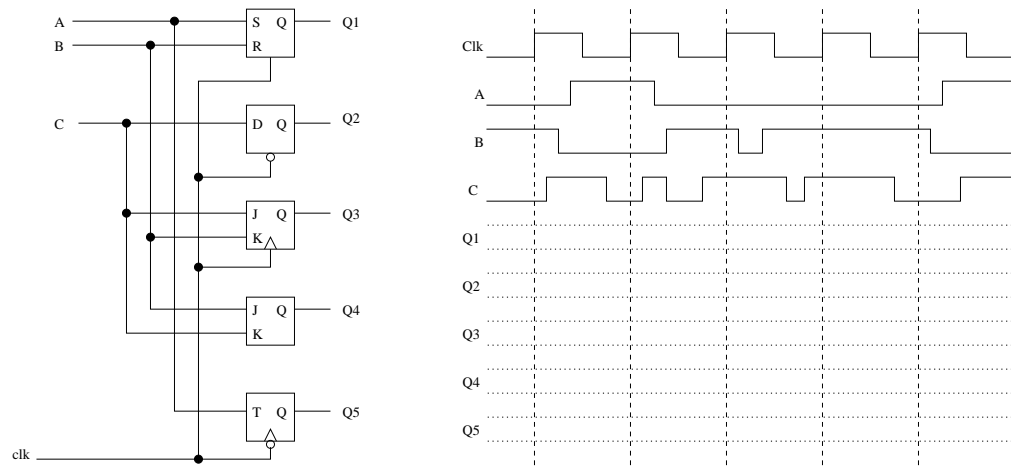 A S Q Q1
B R
C D Q Q2
J Q Q3
K
J Q Q4
K
T Q Q5
clk
Clk
A
B
C
Q1
Q2
Q3
Q4
Q5